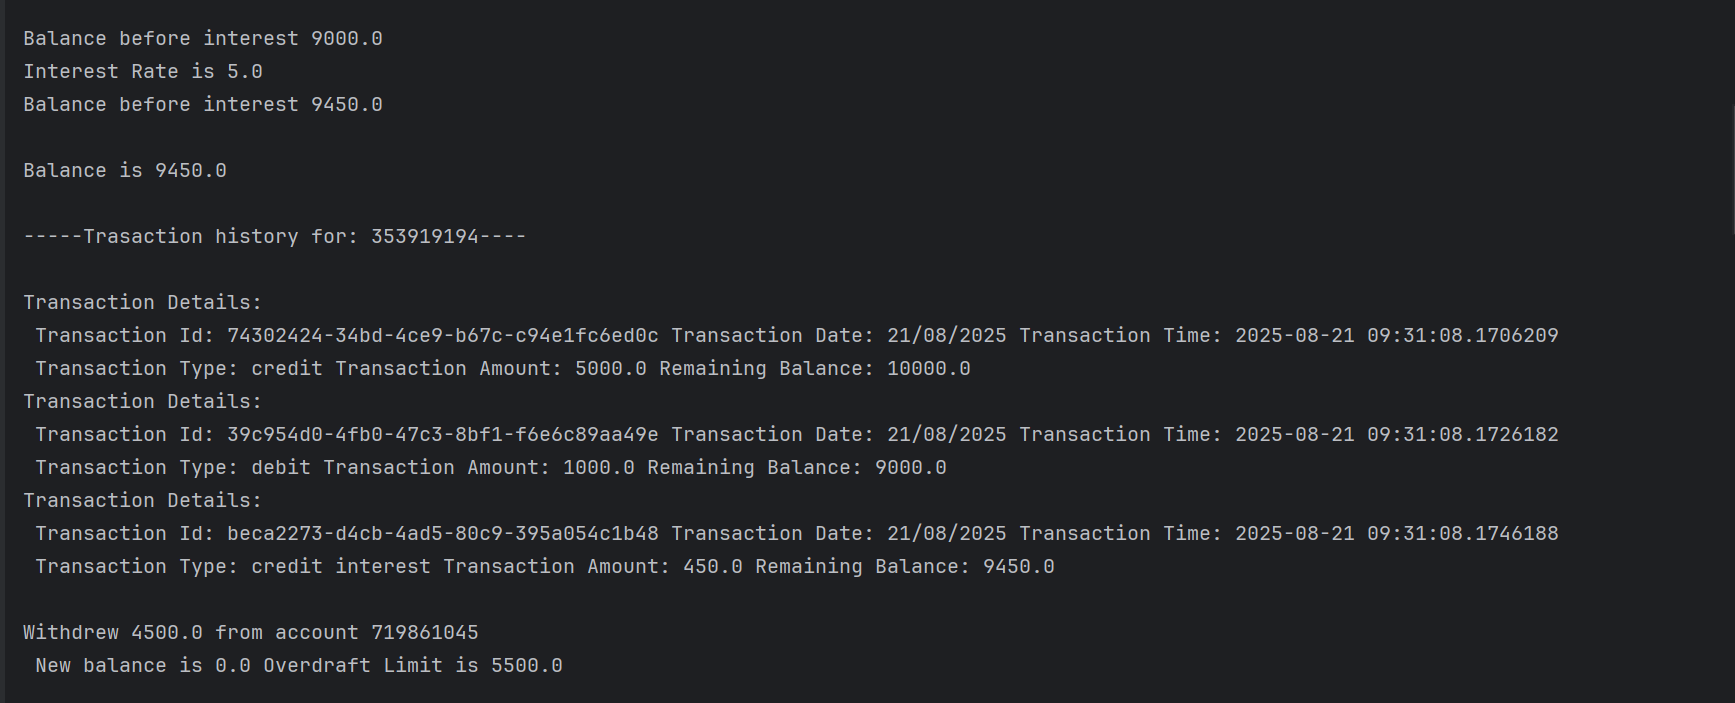 Balance before interest 9000.0
Interest Rate is 5.0
Balance before interest 9450.0
Balance is 9450.0
-----Trasaction history for: 353919194----
Transaction Details:
Transaction Id: 74302424-34bd-4ce9-b67c-c94e1fc6ed0c Transaction Date: 21/08/2025 Transaction Time: 2025-08-21 09:31:08.1706209
Transaction Type: credit Transaction Amount: 5000.0 Remaining Balance: 10000.0
Transaction Details:
Transaction Id: 39c954d0-4fb0-47c3-8bf1-f6e6c89aa49e Transaction Date: 21/08/2025 Transaction Time: 2025-08-21 09:31:08.1726182
Transaction Type: debit Transaction Amount: 1000.0 Remaining Balance: 9000.0
Transaction Details:
Transaction Id: beca2273-d4cb-4ad5-80c9-395a054c1b48 Transaction Date: 21/08/2025 Transaction Time: 2025-08-21 09:31:08.1746188
Transaction Type: credit interest Transaction Amount: 450.0 Remaining Balance: 9450.0
Withdrew 4500.0 from account 719861045
New balance is 0.0 Overdraft Limit is 5500.0